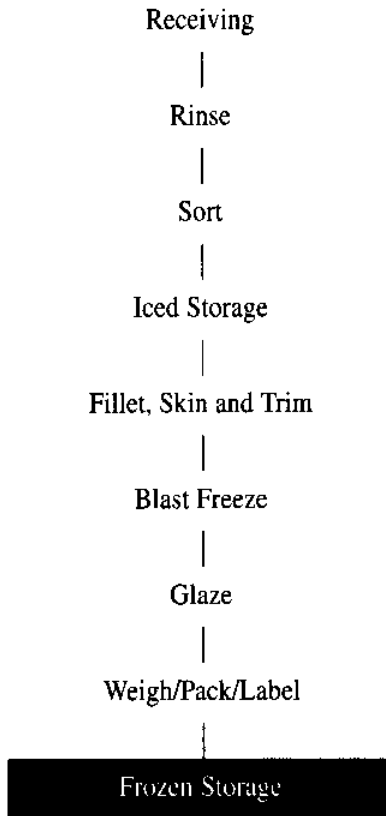 Receiving
Rinse
Sort
Iced Storage
Fillet, Skin and Trim
Blast Freeze
Glaze
Weigh/Pack/Label
Frozen Storage